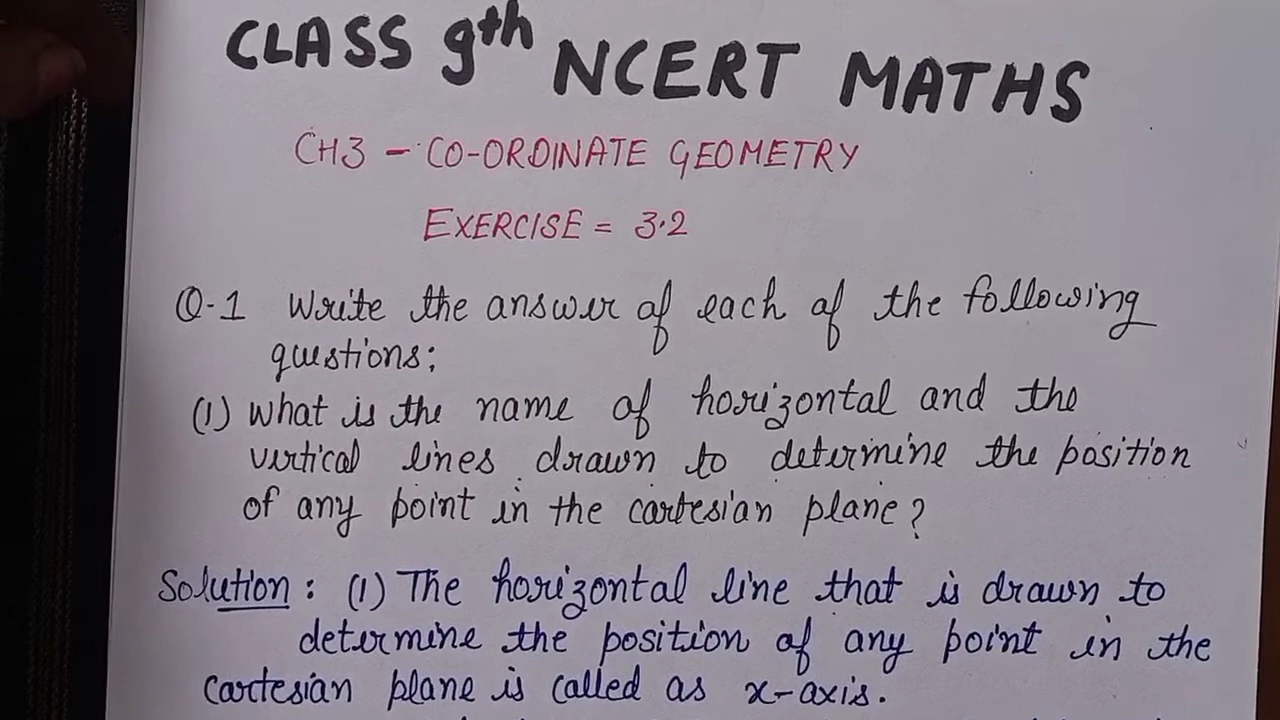 CLASS 9th NCERT MATHS
CH3 - CO-ORDINATE GEOMETRY
EXERCISE = 3.2
Q-1 Write the answer of each of the following
questions:
(1) What is the name of horizontal and the
vertical lines drawn to determine the position
of any point in the cartesian plane?
Solution: (1) The horizontal line that is drawn to
determine the position of any point in the
cartesian plane is called as x-axis.